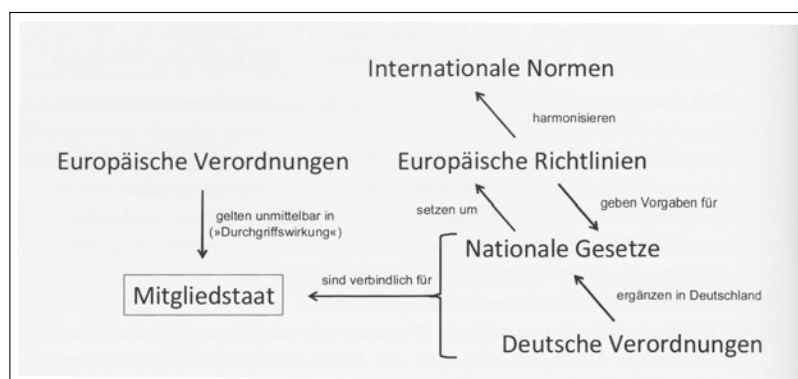 Internationale Normen
harmonisieren
Europäische Verordnungen
Europäische Richtlinien
gelten unmittelbar in
(»Durchgriffswirkung«)
setzen um
geben Vorgaben für
Nationale Gesetze
sind verbindlich für
Mitgliedstaat
ergänzen in Deutschland
Deutsche Verordnungen